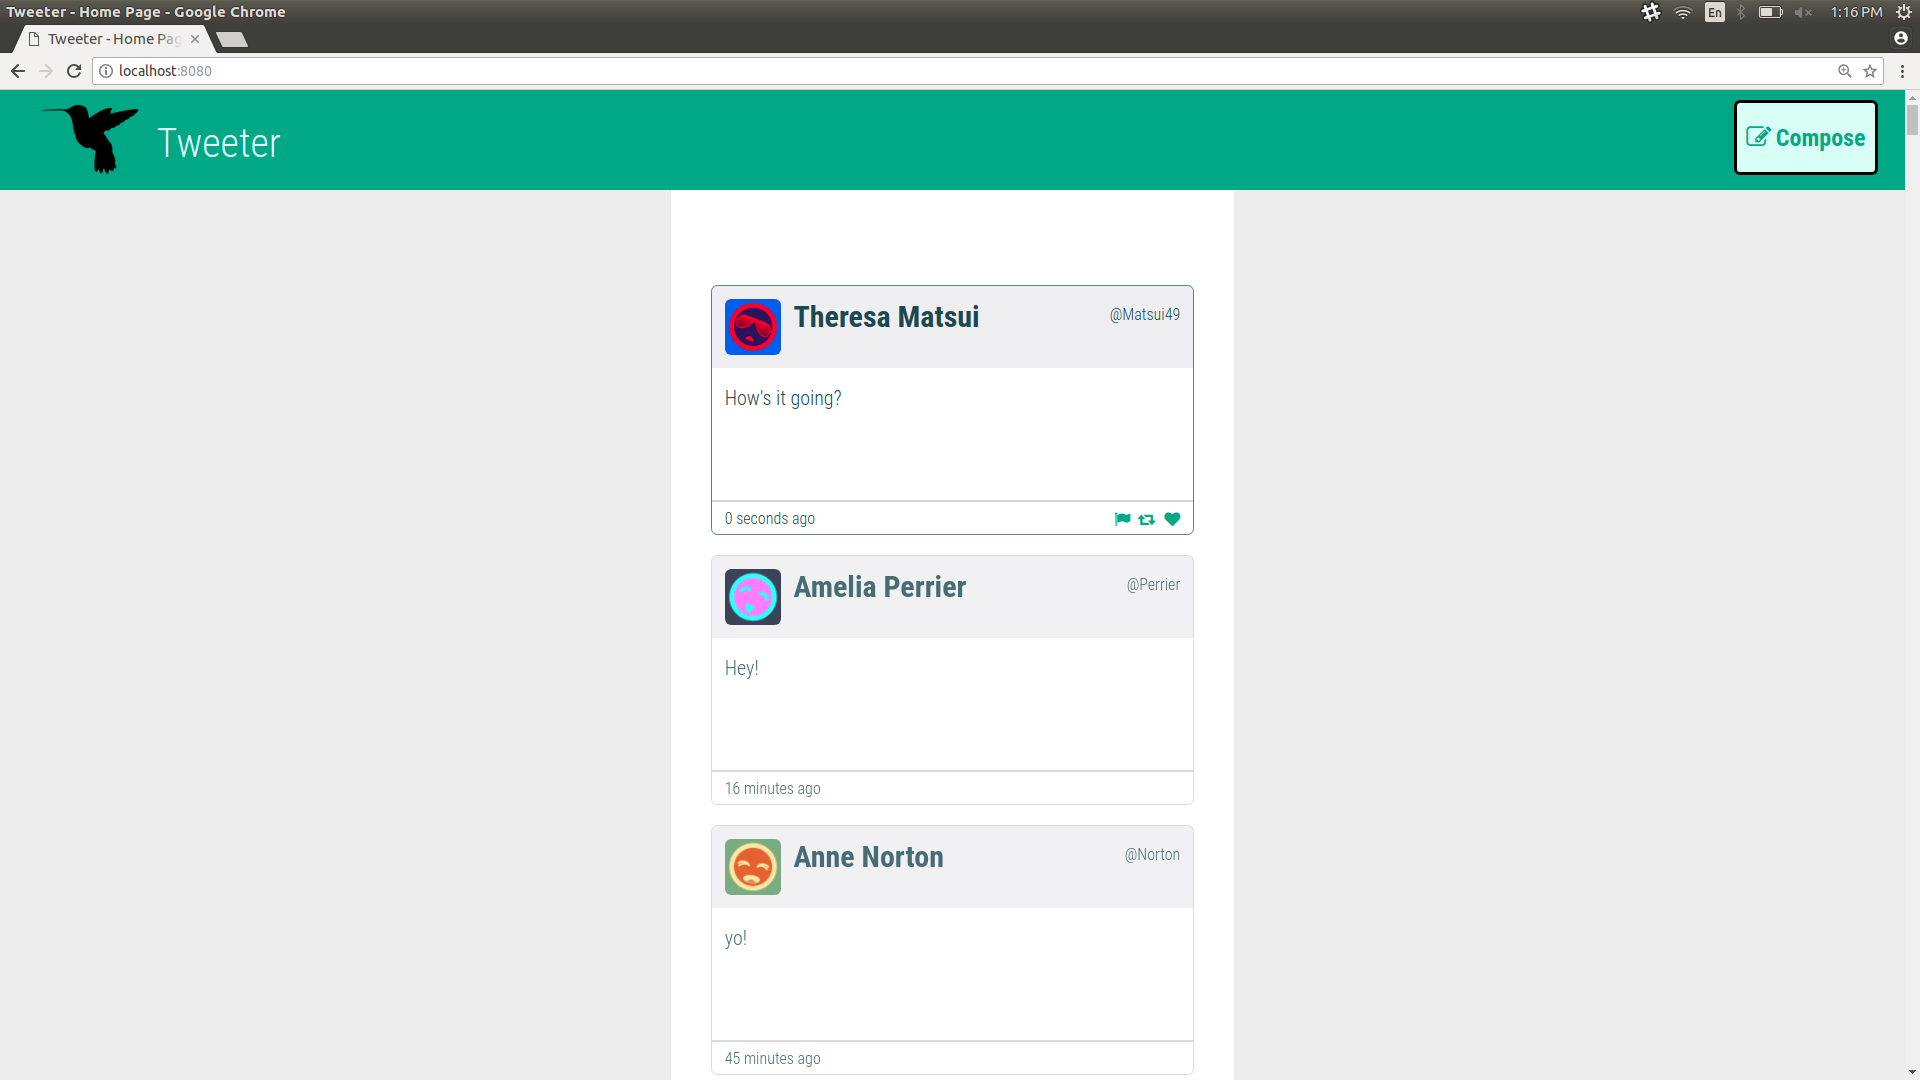 Tweeter - Home Page - Google Chrome
En
1:16 PM
Tweeter - Home Pag
localhost:8080
Tweeter
Compose
Theresa Matsui
@Matsui49
How's it going?
0 seconds ago
Amelia Perrier
@Perrier
Hey!
16 minutes ago
Anne Norton
@Norton
yo!
45 minutes ago